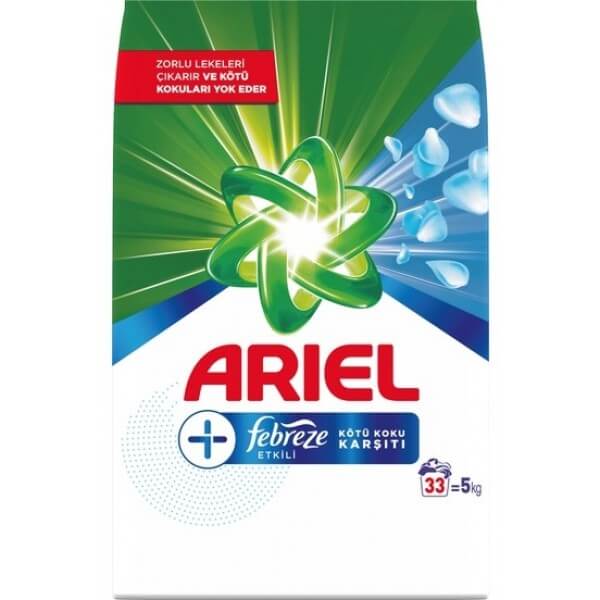 ZORLU LEKELERİ
ÇIKARIR VE KÖTÜ
KOKULARI YOK EDER
ARIEL
+ febreze
ETKİLİ
KÖTÜ KOKU
KARŞITI
33=5kg